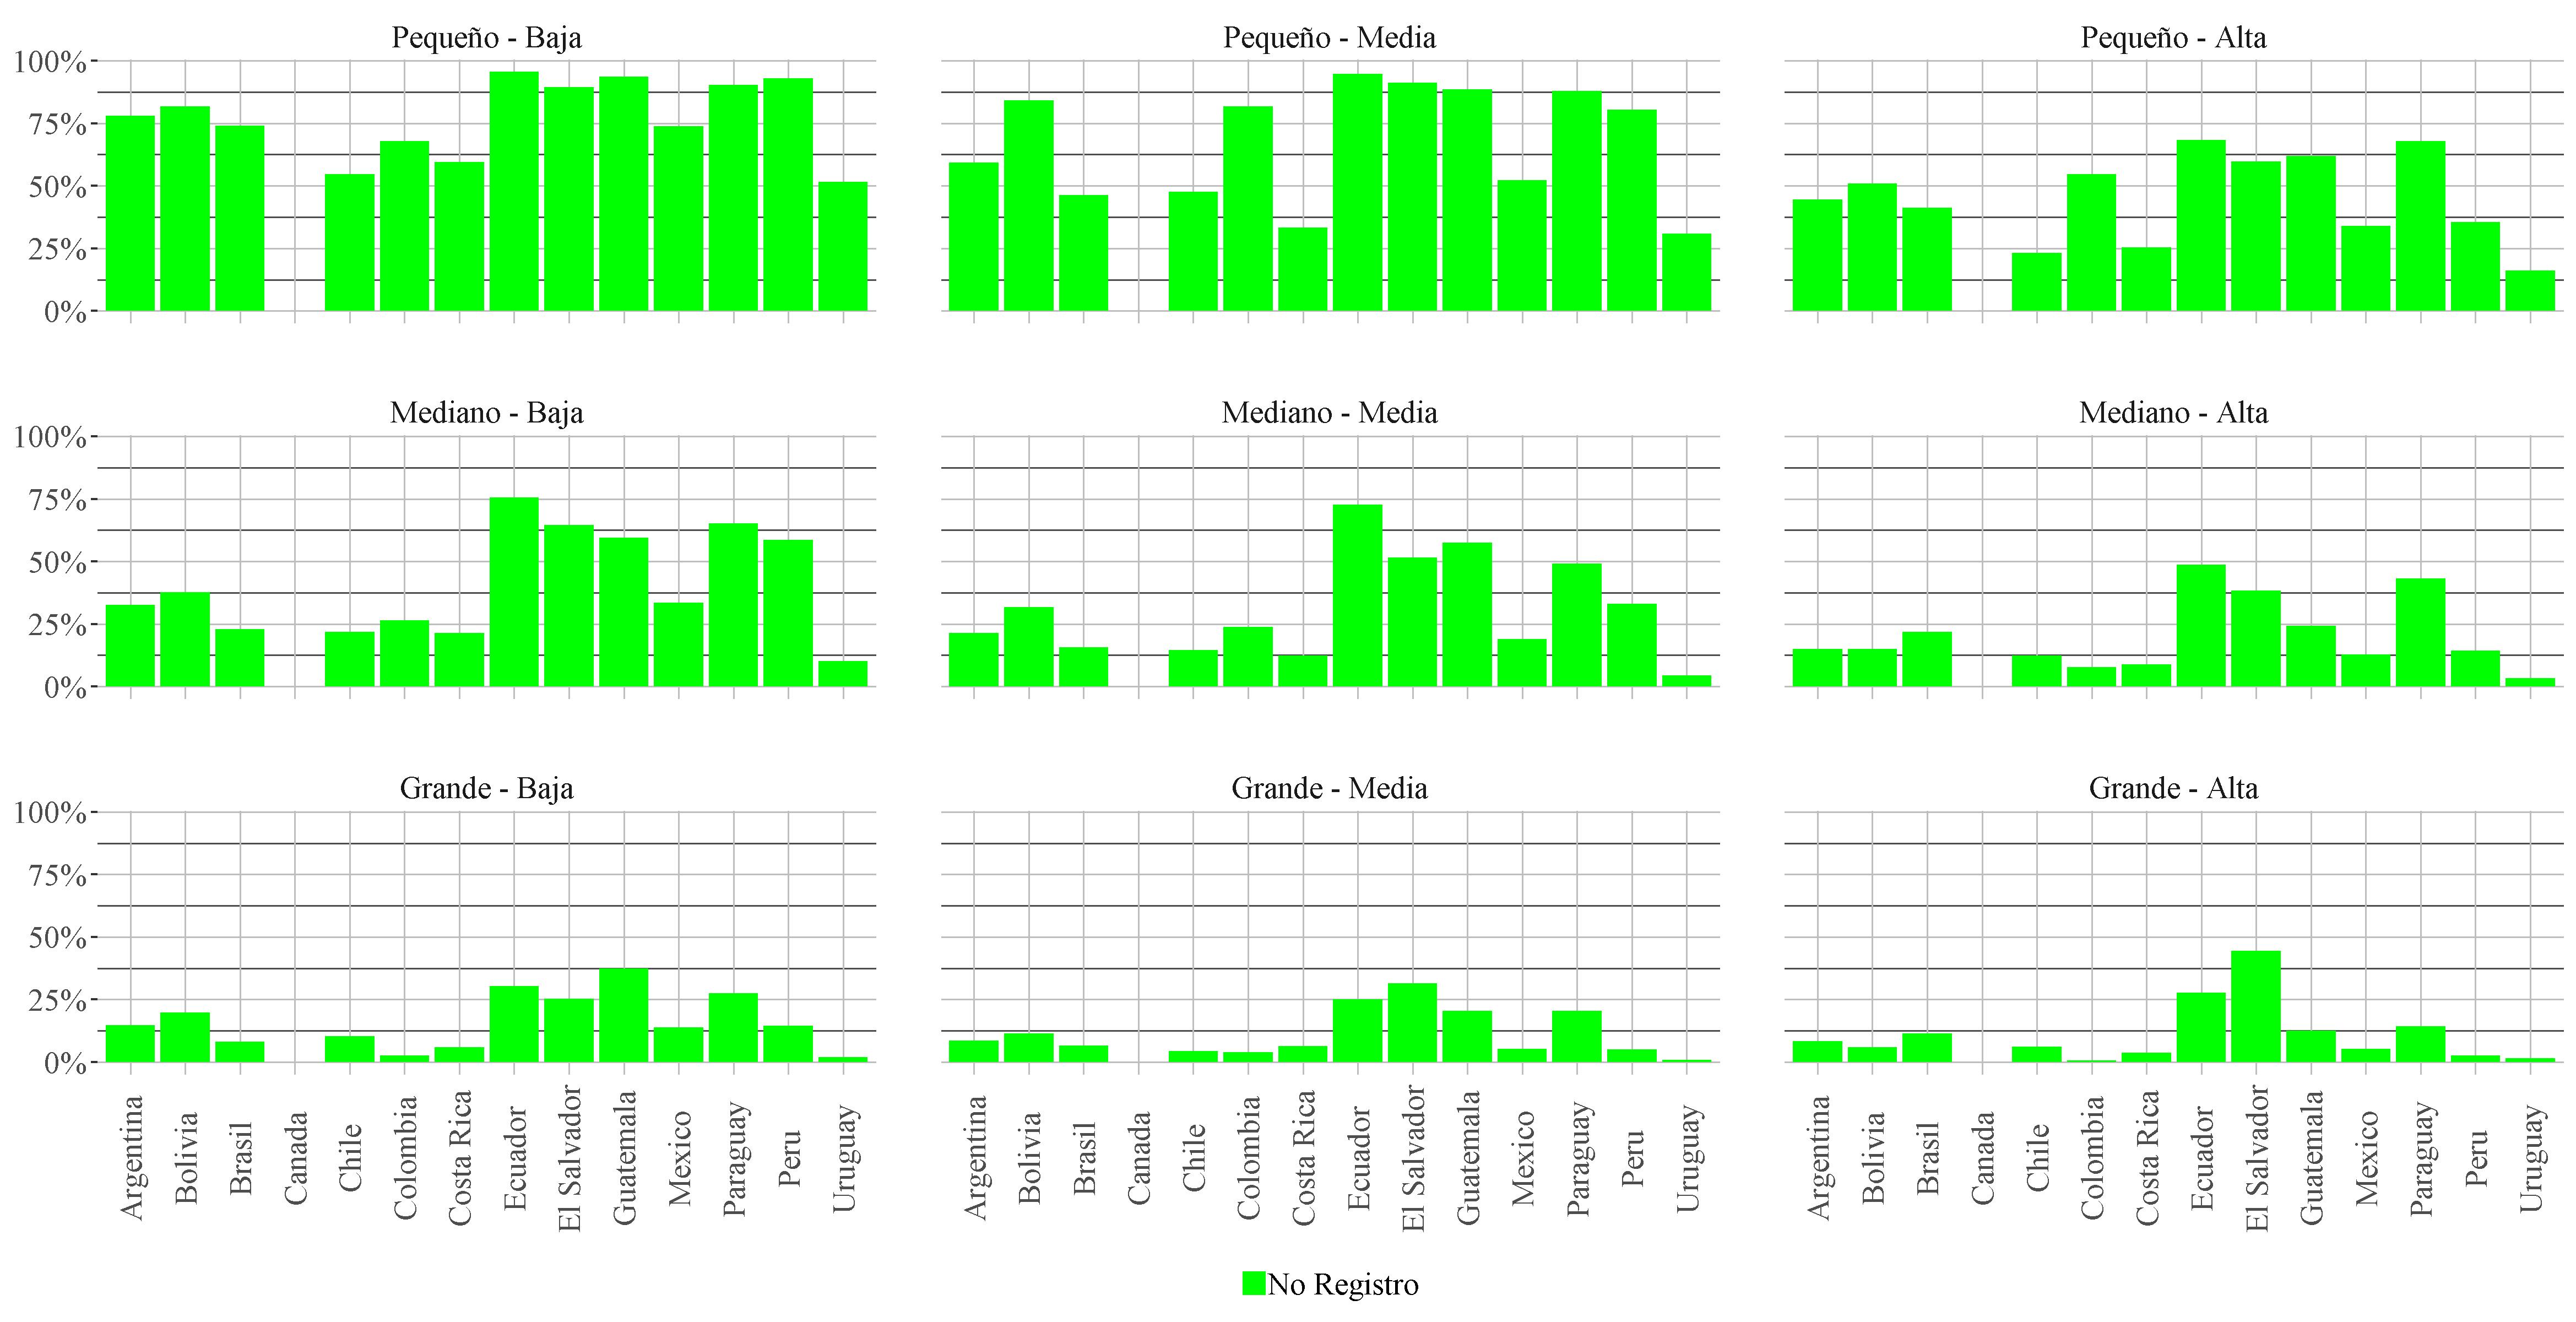 Pequeño - Baja
Pequeño - Media
Pequeño - Alta
100%
75%
50%
25%
0%
Mediano - Baja
Mediano - Media
Mediano - Alta
100%
75%
50%
25%
0%
Grande - Baja
Grande - Media
Grande - Alta
100%
75%
50%
25%
0%
Argentina
Bolivia
Brasil
Canada
Chile
Colombia
Costa Rica
Ecuador
El Salvador
Guatemala
Mexico
Paraguay
Peru
Uruguay
Argentina
Bolivia
Brasil
Canada
Chile
Colombia
Costa Rica
Ecuador
El Salvador
Guatemala
Mexico
Paraguay
Peru
Uruguay
Argentina
Bolivia
Brasil
Canada
Chile
Colombia
Costa Rica
Ecuador
El Salvador
Guatemala
Mexico
Paraguay
Peru
Uruguay
No Registro